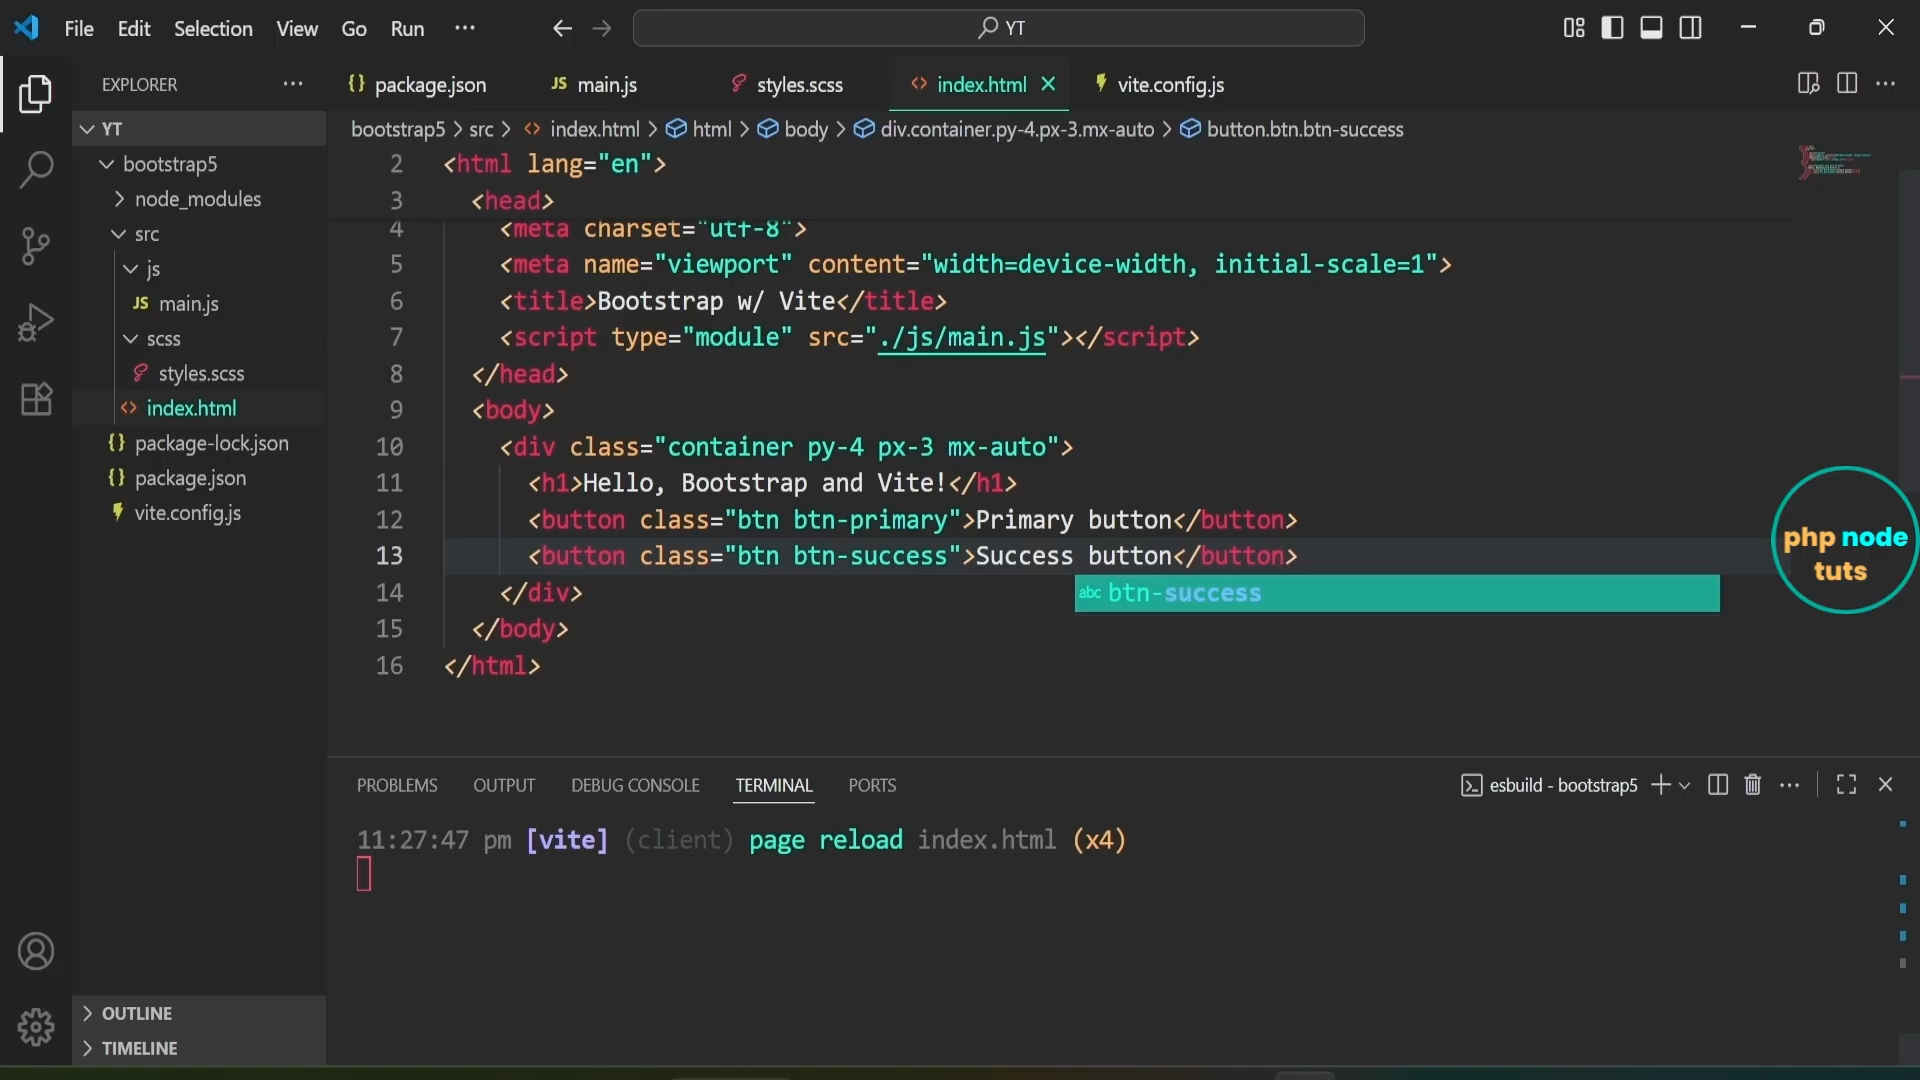 File Edit Selection View Go Run ··· YT
EXPLORER ···
package.json
main.js
styles.scss
index.html
vite.config.js
YT
bootstrap5
node_modules
src
js
JS main.js
scss
styles.scss
<> index.html
{} package-lock.json
{} package.json
vite.config.js
OUTLINE
TIMELINE
bootstrap5 > src > <> index.html > html > body > div.container.py-4.px-3.mx-auto > button.btn.btn-success
2 <html lang="en">
3 <head>
4 <meta charset="utf-8">
5 <meta name="viewport" content="width=device-width, initial-scale=1">
6 <title>Bootstrap w/ Vite</title>
7 <script type="module" src="./js/main.js"></script>
8 </head>
9 <body>
10 <div class="container py-4 px-3 mx-auto">
11 <h1>Hello, Bootstrap and Vite!</h1>
12 <button class="btn btn-primary">Primary button</button>
13 <button class="btn btn-success">Success button</button>
14 </div>
abc btn-success
15 </body>
16 </html>
php node
tuts
PROBLEMS OUTPUT DEBUG CONSOLE TERMINAL PORTS
esbuild - bootstrap5
11:27:47 pm [vite] (client) page reload index.html (x4)